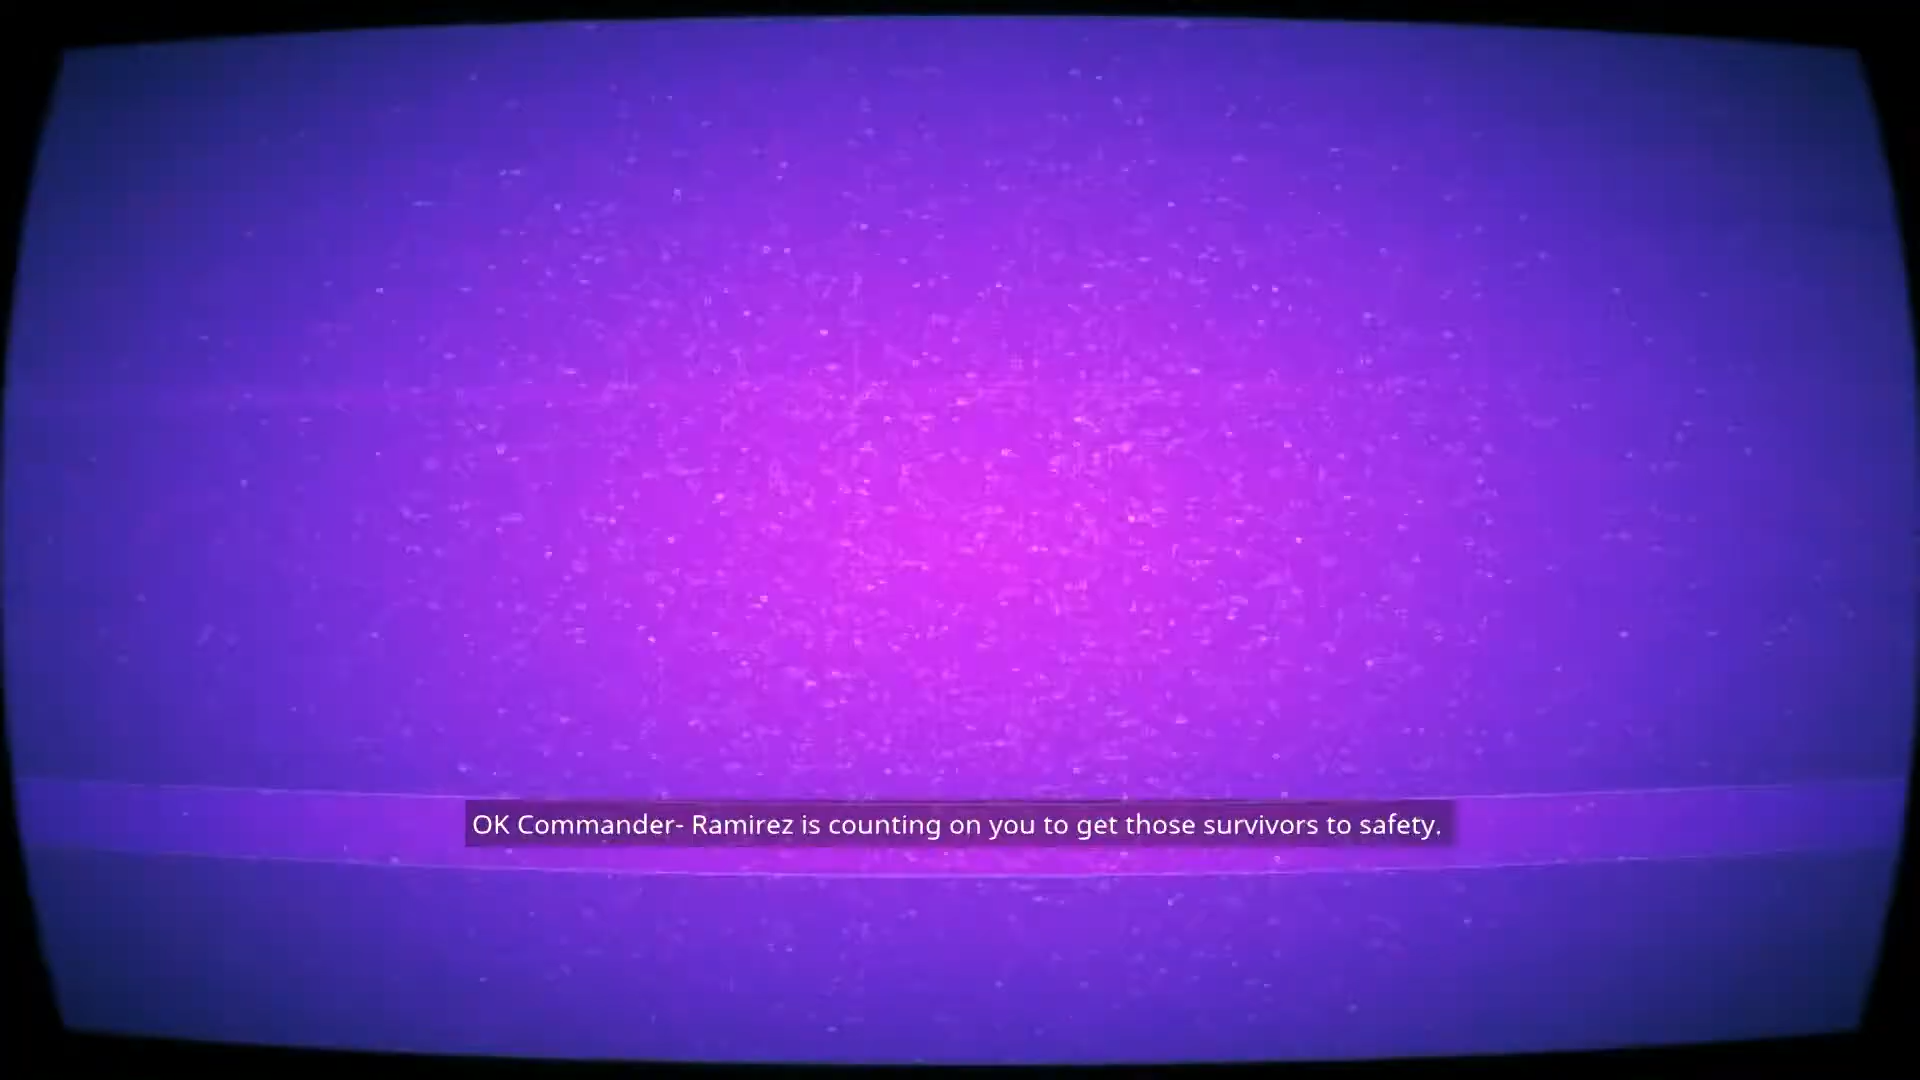 OK Commander- Ramirez is counting on you to get those survivors to safety.